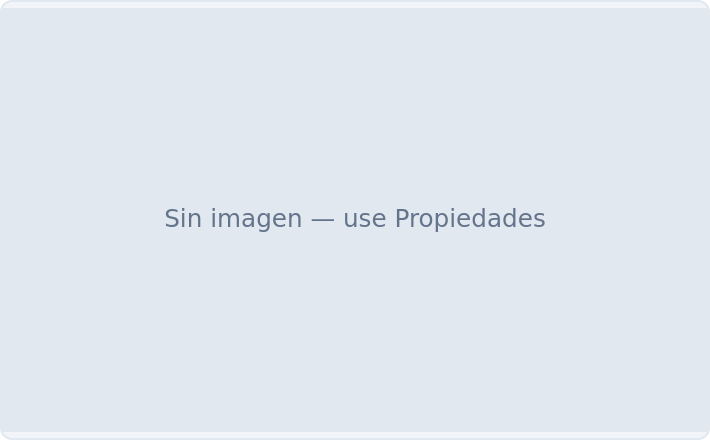 Sin imagen — use Propiedades